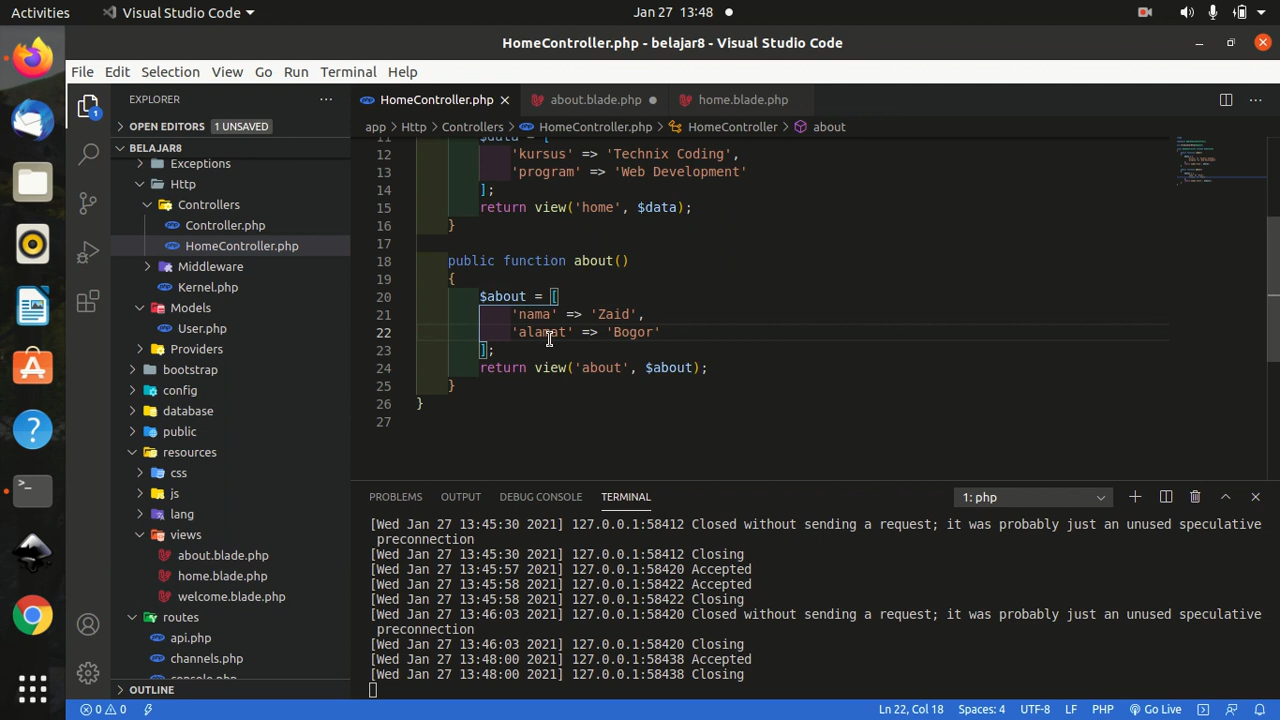 Activities Visual Studio Code Jan 27 13:48
HomeController.php - belajar8 - Visual Studio Code
File Edit Selection View Go Run Terminal Help
EXPLORER
HomeController.php about.blade.php home.blade.php
OPEN EDITORS 1 UNSAVED
app > Http > Controllers > HomeController.php > HomeController > about
BELAJAR8
Exceptions
Http
Controllers
Controller.php
HomeController.php
Middleware
Kernel.php
Models
User.php
Providers
bootstrap
config
database
public
resources
css
js
lang
views
about.blade.php
home.blade.php
welcome.blade.php
routes
api.php
channels.php
console.php
OUTLINE
1
11 $data = [
12 'kursus' => 'Technix Coding',
13 'program' => 'Web Development'
14 ];
15 return view('home', $data);
16 }
17
18 public function about()
19 {
20 $about = [
21 'nama' => 'Zaid',
22 'alamat' => 'Bogor'
23 ];
24 return view('about', $about);
25 }
26 }
27
PROBLEMS OUTPUT DEBUG CONSOLE TERMINAL 1: php
[Wed Jan 27 13:45:30 2021] 127.0.0.1:58412 Closed without sending a request; it was probably just an unused speculative
preconnection
[Wed Jan 27 13:45:30 2021] 127.0.0.1:58412 Closing
[Wed Jan 27 13:45:57 2021] 127.0.0.1:58420 Accepted
[Wed Jan 27 13:45:58 2021] 127.0.0.1:58422 Accepted
[Wed Jan 27 13:45:58 2021] 127.0.0.1:58422 Closing
[Wed Jan 27 13:46:03 2021] 127.0.0.1:58420 Closed without sending a request; it was probably just an unused speculative
preconnection
[Wed Jan 27 13:46:03 2021] 127.0.0.1:58420 Closing
[Wed Jan 27 13:48:00 2021] 127.0.0.1:58438 Accepted
[Wed Jan 27 13:48:00 2021] 127.0.0.1:58438 Closing
0 0 Ln 22, Col 18 Spaces: 4 UTF-8 LF PHP Go Live